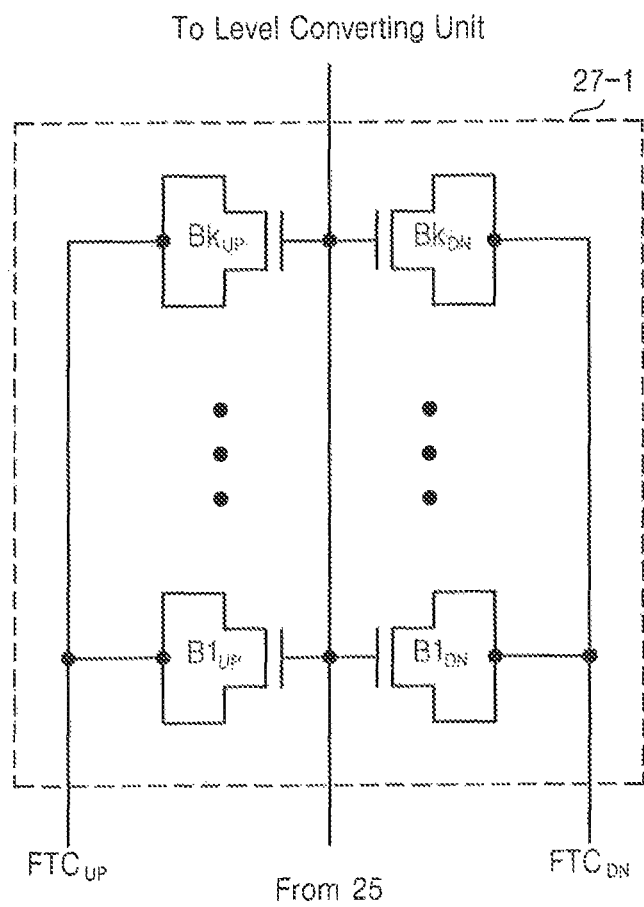 To Level Converting Unit
27-1
BkUP
BkDN
B1UP
B1DN
FTCUP
FTCDN
From 25